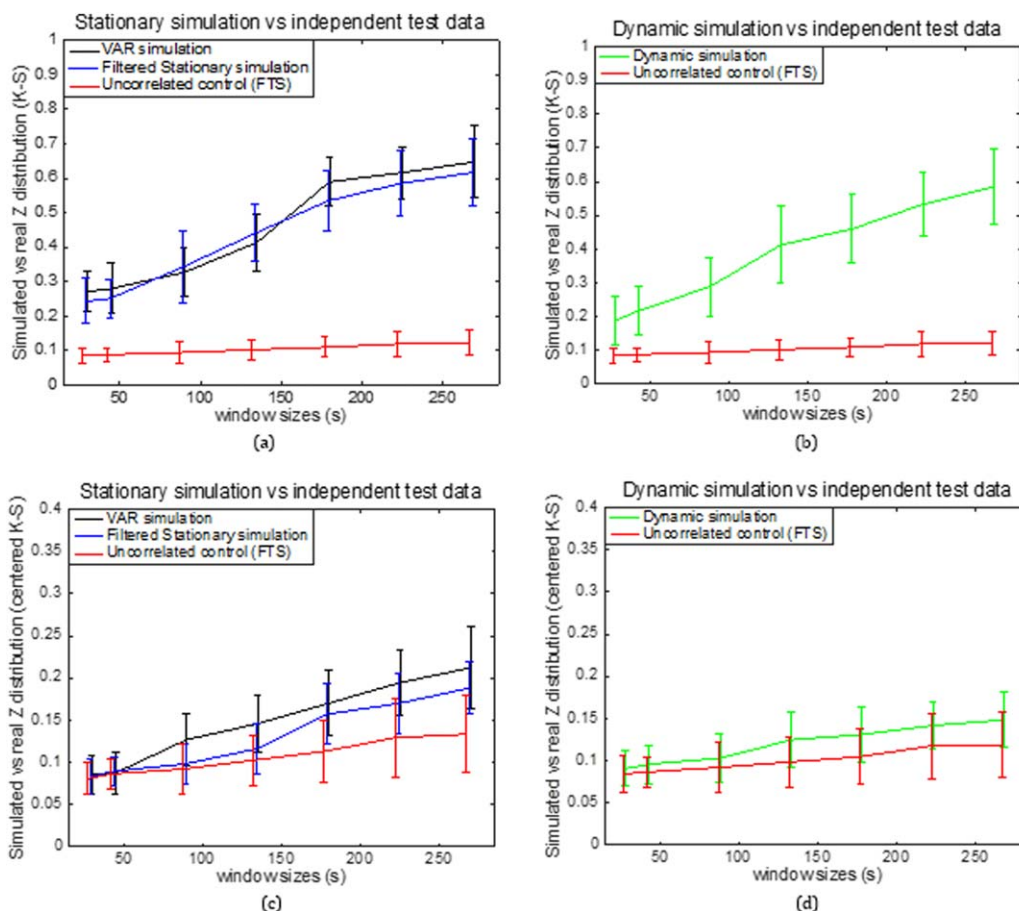 Stationary simulation vs independent test data
Simulated vs real Z distribution (K-S)
1
0.9
0.8
0.7
0.6
0.5
0.4
0.3
0.2
0.1
0
VAR simulation
Filtered Stationary simulation
Uncorrelated control (FTS)
50
100
150
200
250
window sizes (s)
(a)
Dynamic simulation vs independent test data
Simulated vs real Z distribution (K-S)
1
0.9
0.8
0.7
0.6
0.5
0.4
0.3
0.2
0.1
0
Dynamic simulation
Uncorrelated control (FTS)
50
100
150
200
250
window sizes (s)
(b)
Stationary simulation vs independent test data
Simulated vs real Z distribution (centered K-S)
0.4
0.35
0.3
0.25
0.2
0.15
0.1
0.05
0
VAR simulation
Filtered Stationary simulation
Uncorrelated control (FTS)
50
100
150
200
250
window sizes (s)
(c)
Dynamic simulation vs independent test data
Simulated vs real Z distribution (centered K-S)
0.4
0.35
0.3
0.25
0.2
0.15
0.1
0.05
0
Dynamic simulation
Uncorrelated control (FTS)
50
100
150
200
250
window sizes (s)
(d)